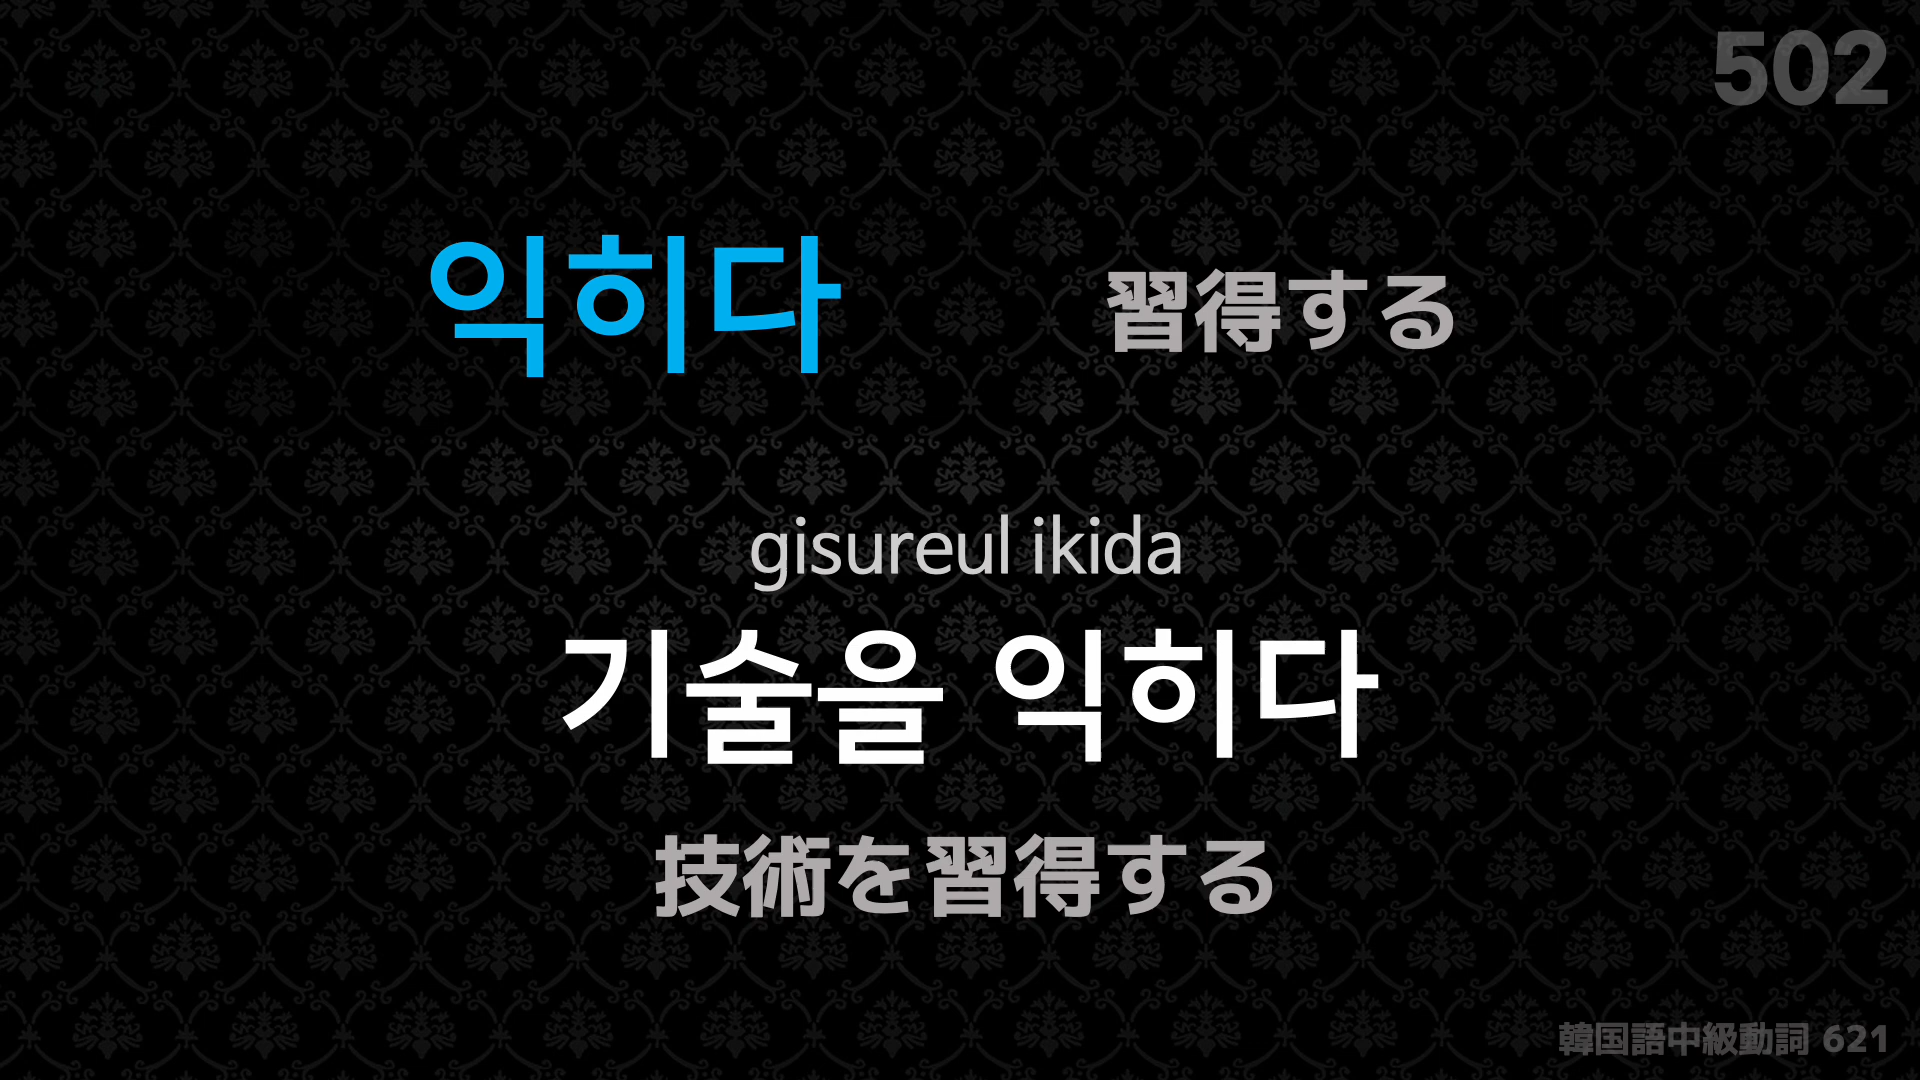 502
익히다
習得する
gisureul ikida
기술을 익히다
技術を習得する
韓国語中級動詞 621